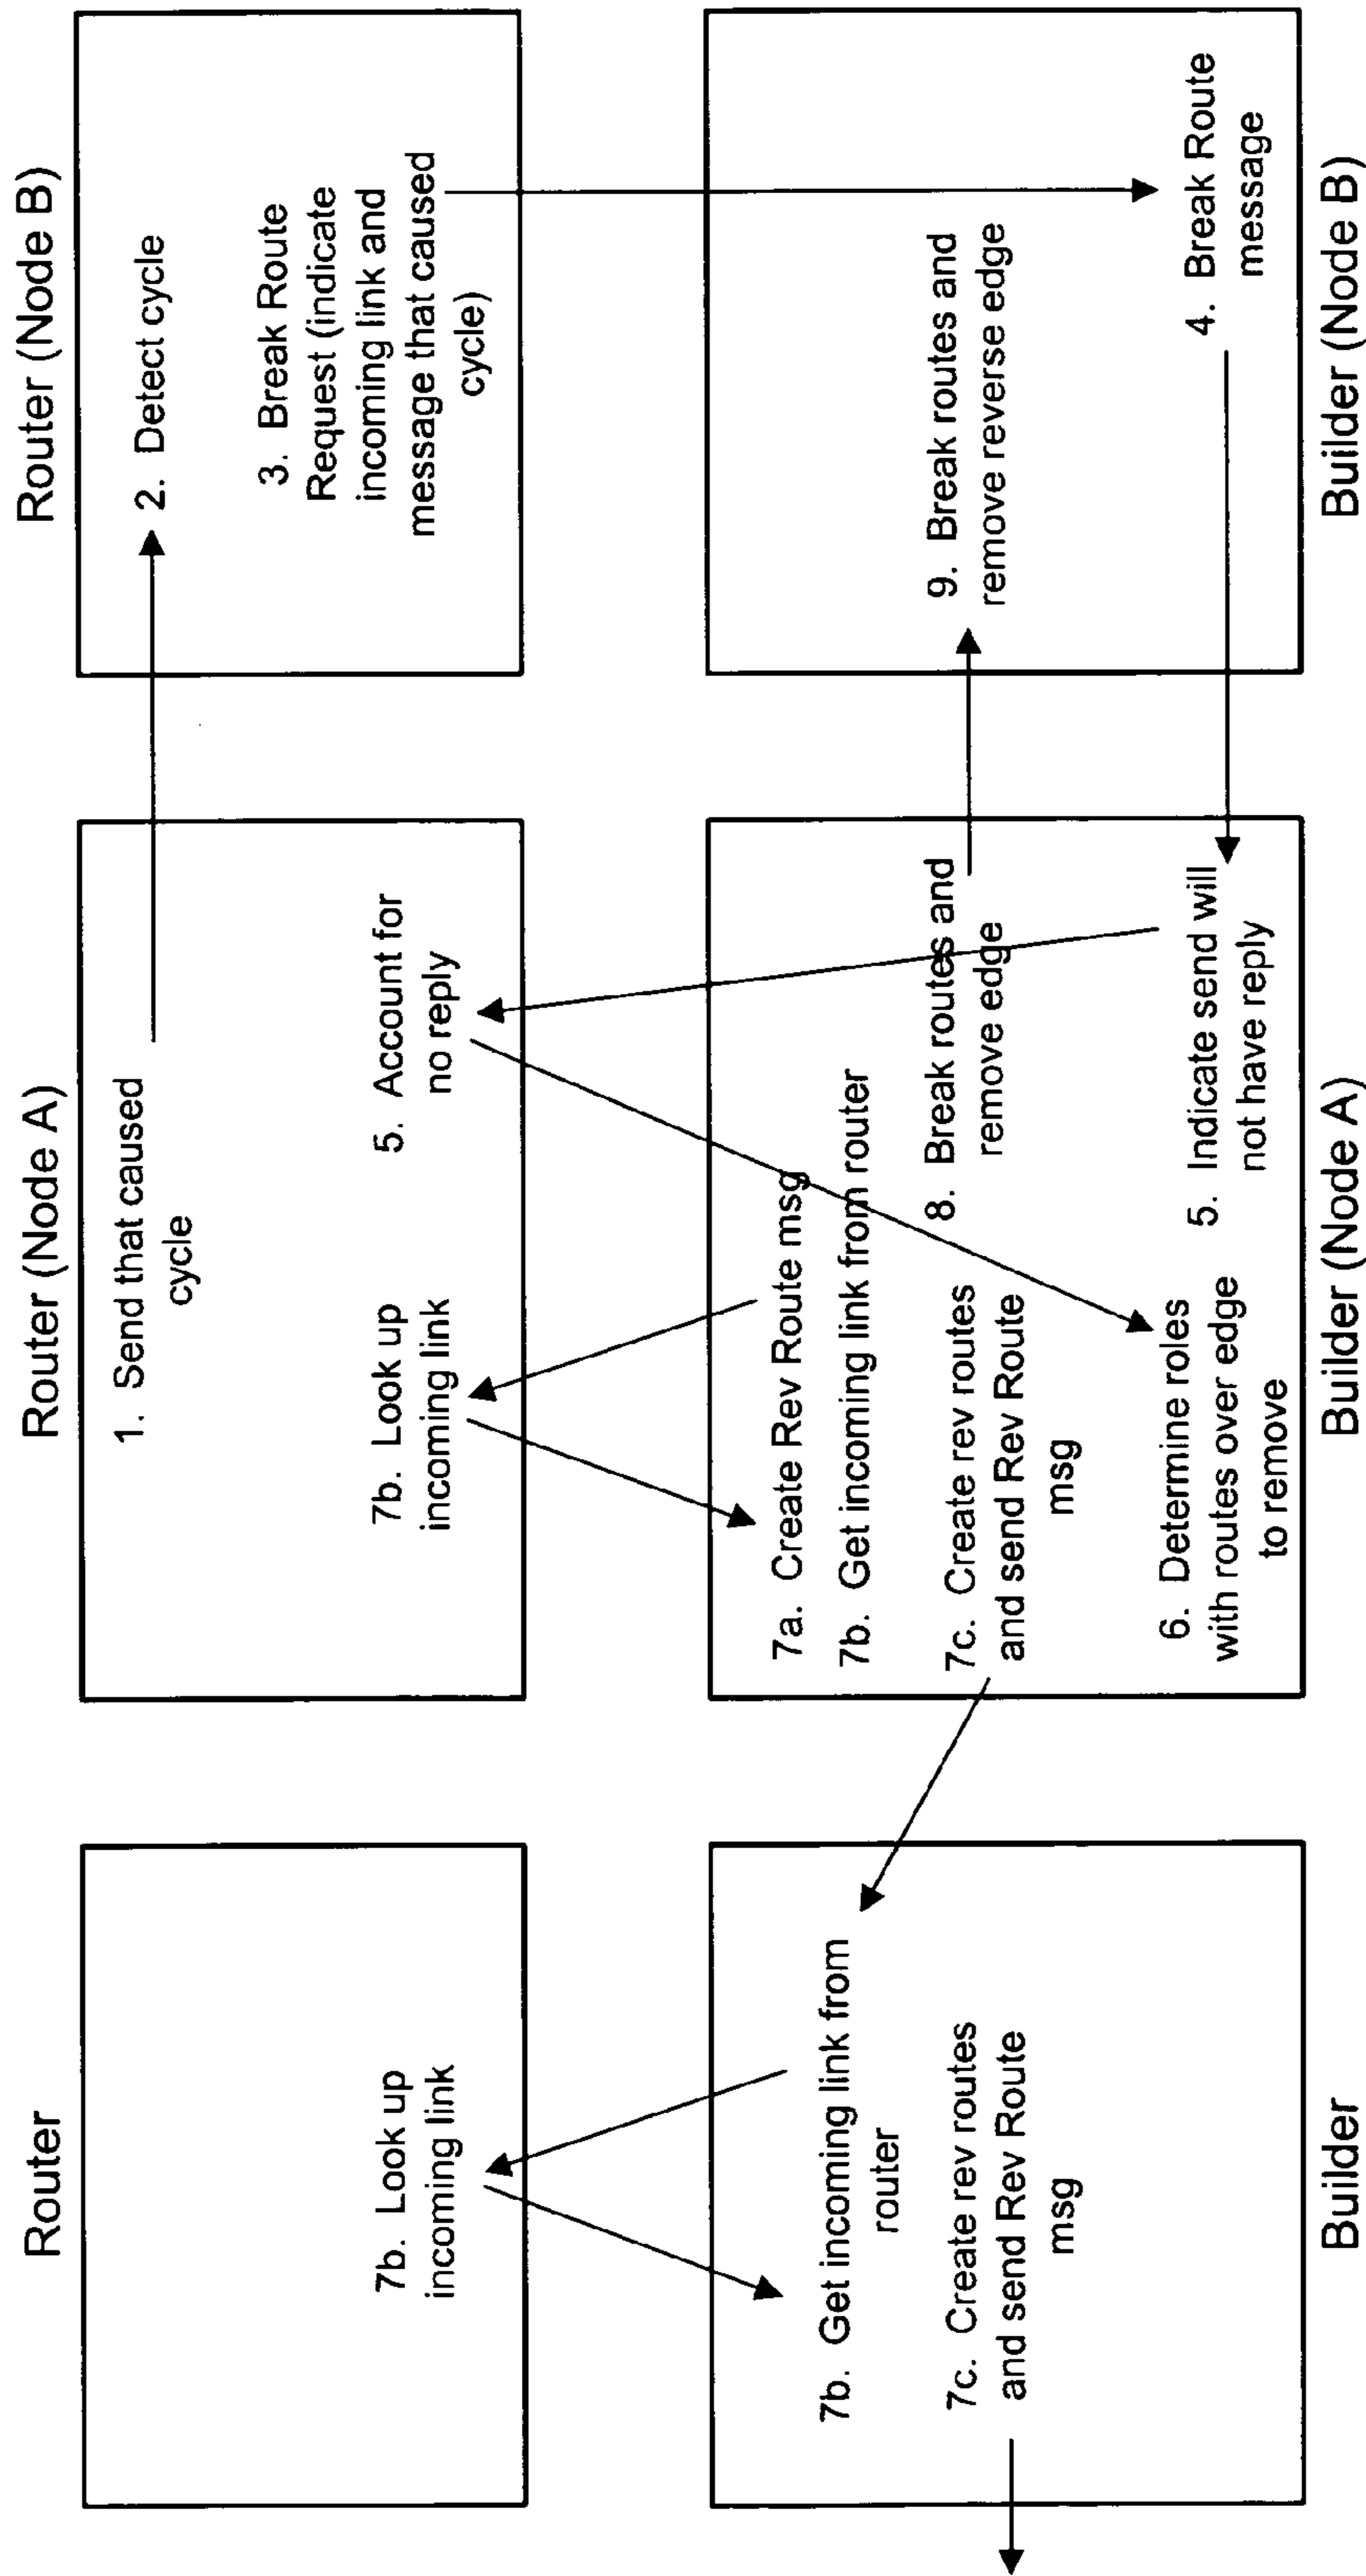 Router
7b. Look up
incoming link
Router (Node A)
1. Send that caused
cycle
7b. Look up
incoming link
5. Account for
no reply
Router (Node B)
2. Detect cycle
3. Break Route
Request (indicate
incoming link and
message that caused
cycle)
7b. Get incoming link from
router
7c. Create rev routes
and send Rev Route
msg
Builder
7a. Create Rev Route msg
7b. Get incoming link from router
7c. Create rev routes
and send Rev Route
msg
8. Break routes and
remove edge
6. Determine roles
with routes over edge
to remove
5. Indicate send will
not have reply
Builder (Node A)
9. Break routes and
remove reverse edge
4. Break Route
message
Builder (Node B)